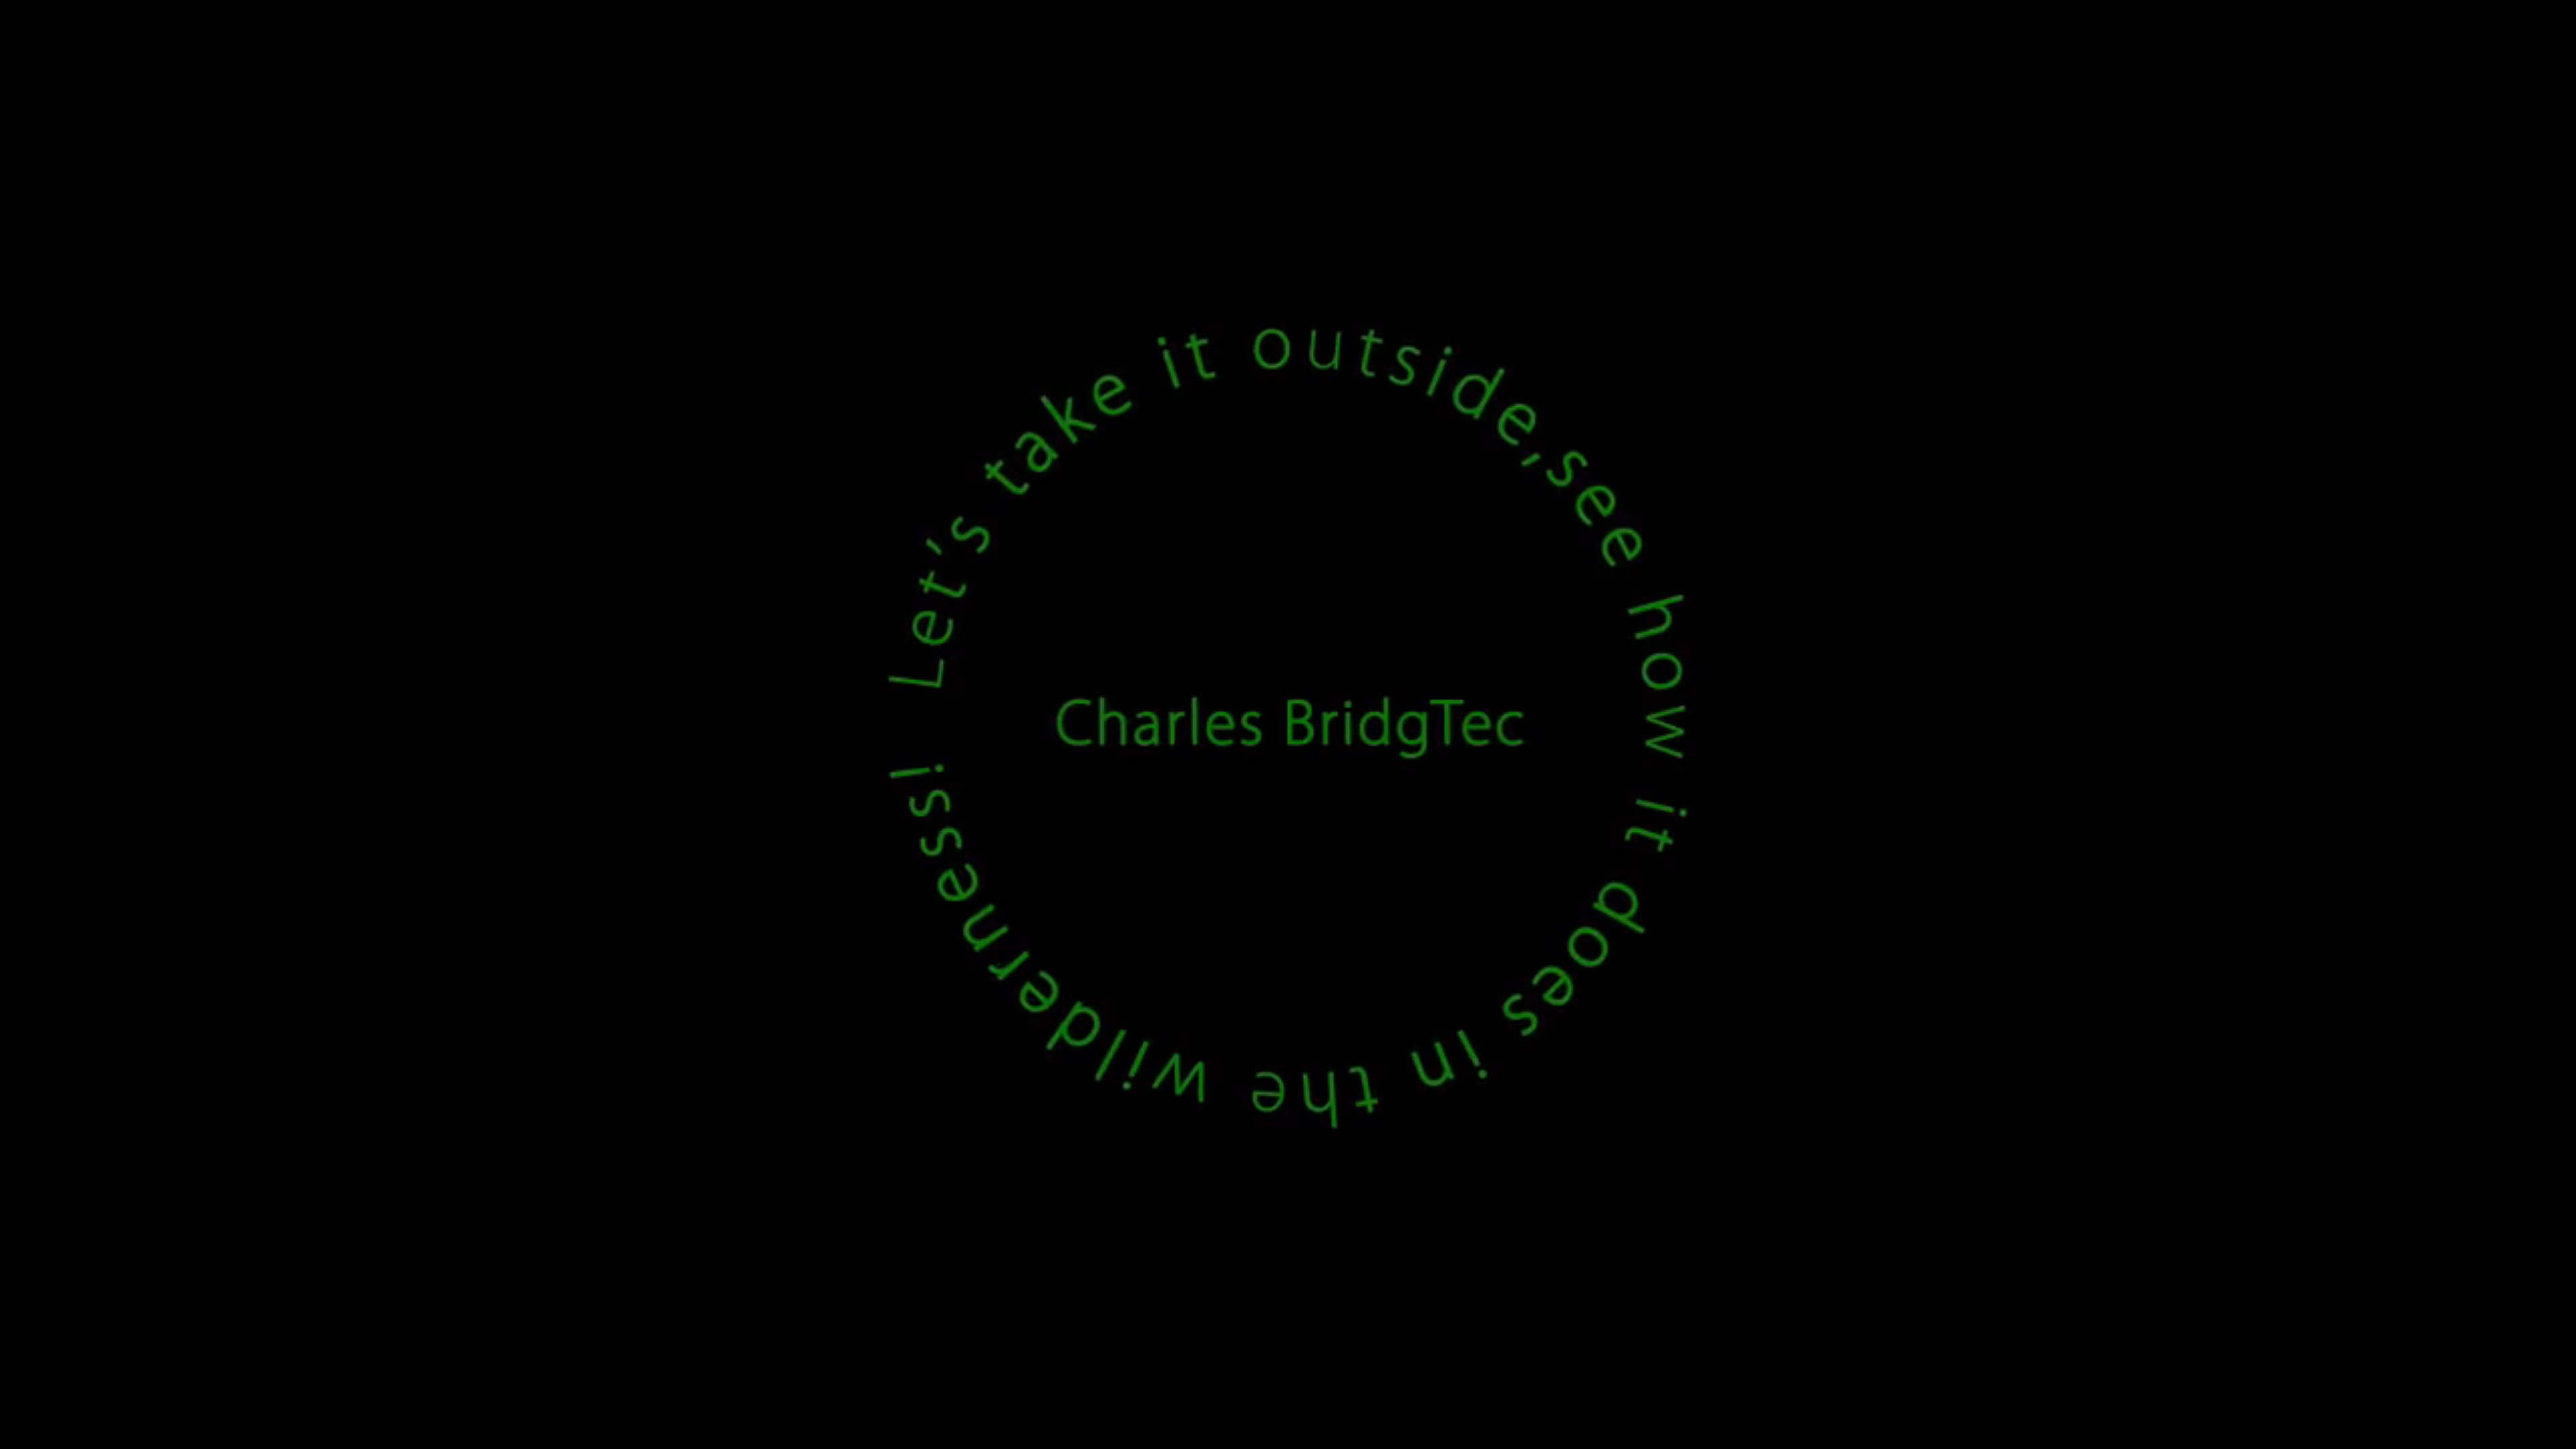 Let's take it outside,see how it does in the wilderness!
Charles BridgTec